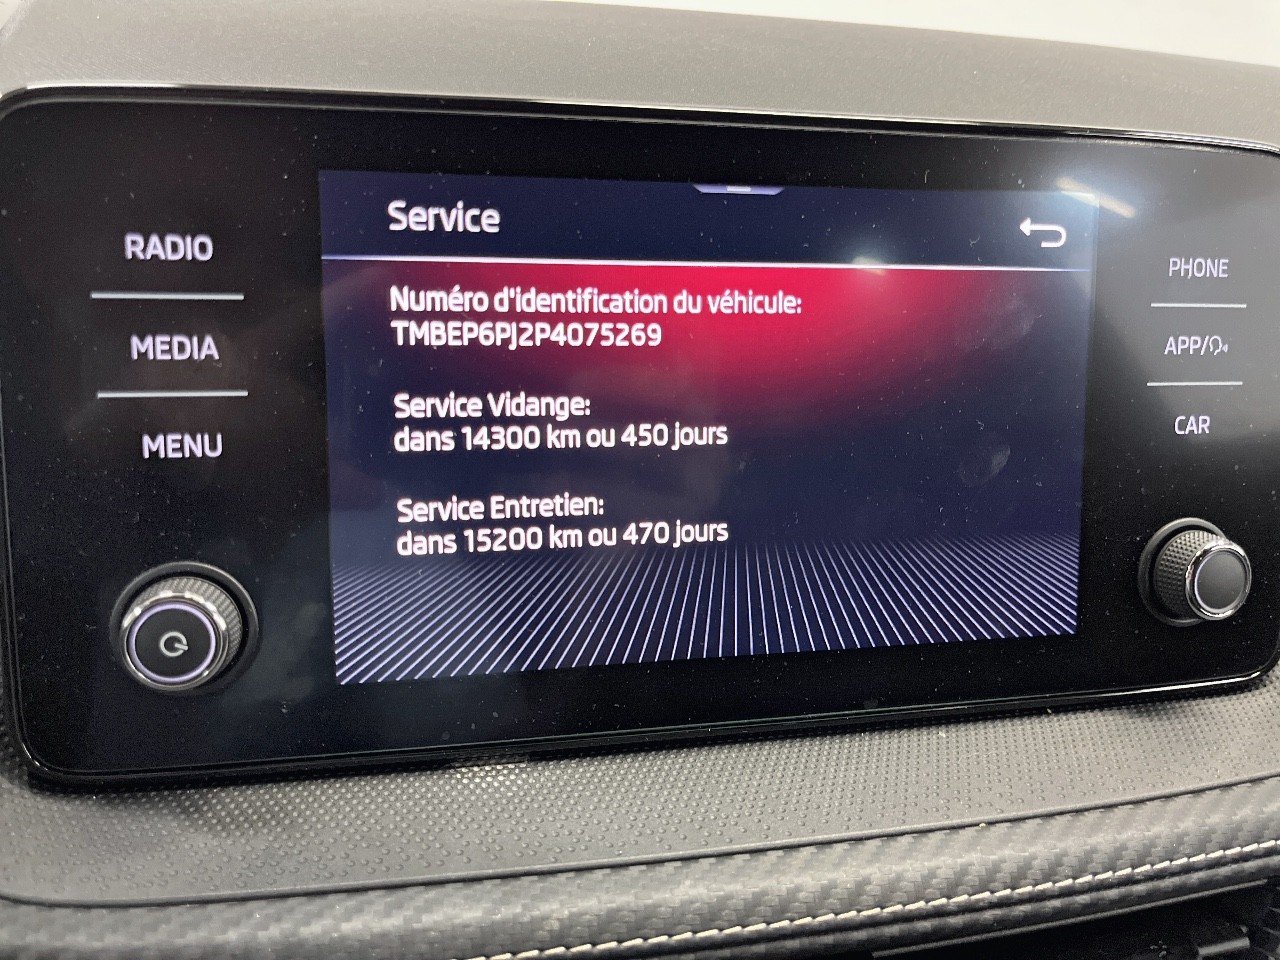 Service
RADIO
MEDIA
MENU
Numéro d'identification du véhicule:
TMBEP6PJ2P4075269
Service Vidange:
dans 14300 km ou 450 jours
Service Entretien:
dans 15200 km ou 470 jours
PHONE
APP/
CAR